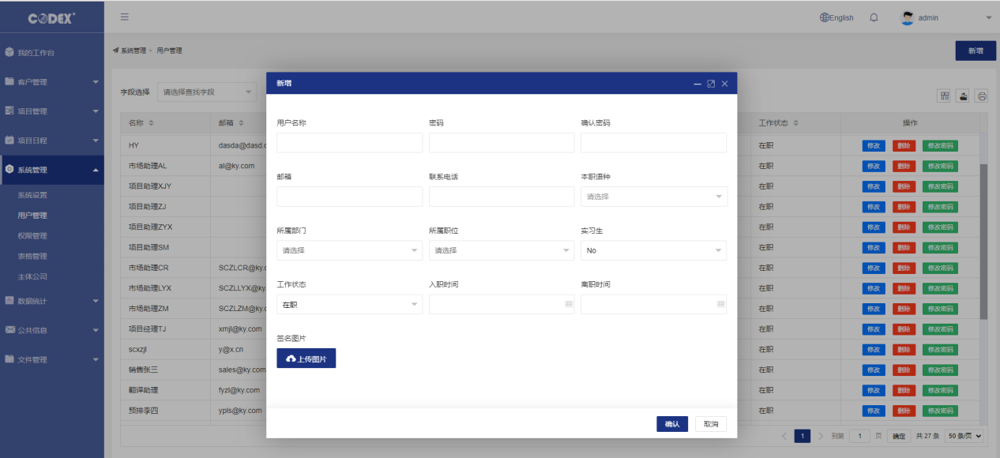 CODEX
English
admin
我的工作台
客户管理
项目管理
项目日程
系统管理
系统设置
用户管理
权限管理
表格管理
主体公司
数据统计
公共信息
文件管理
系统管理 > 用户管理
新增
字段选择 请选择查找字段
名称 邮箱 工作状态 操作
HY dasda@dasd.c 在职 修改 删除 修改密码
市场助理AL al@ky.com 在职 修改 删除 修改密码
项目助理XJY 在职 修改 删除 修改密码
项目助理ZJ 在职 修改 删除 修改密码
项目助理ZYX 在职 修改 删除 修改密码
项目助理SM 在职 修改 删除 修改密码
市场助理CR SCZLCR@ky.c 在职 修改 删除 修改密码
市场助理LYX SCZLLYX@ky. 在职 修改 删除 修改密码
市场助理ZM SCZLZM@ky.c 在职 修改 删除 修改密码
项目经理TJ xmjl@ky.com 在职 修改 删除 修改密码
scxzjl y@x.cn 在职 修改 删除 修改密码
销售张三 sales@ky.com 在职 修改 删除 修改密码
翻译助理 fyzl@ky.com 在职 修改 删除 修改密码
预排李四 ypls@ky.com 在职 修改 删除 修改密码
1 到第 1 页 确定 共 27 条 50 条/页
新增
用户名称 密码 确认密码
邮箱 联系电话 本职语种
请选择
所属部门 所属职位 实习生
请选择 请选择 No
工作状态 入职时间 离职时间
在职
签名图片
上传图片
确认 取消